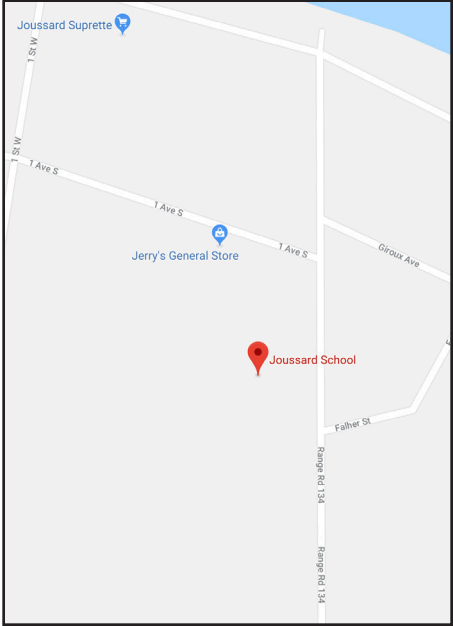 Joussard Suprette
1 St W
1 St W
1 Ave S
1 Ave S
1 Ave S
Jerry's General Store
Giroux Ave
Joussard School
Falher St
Range Rd 134
Range Rd 134